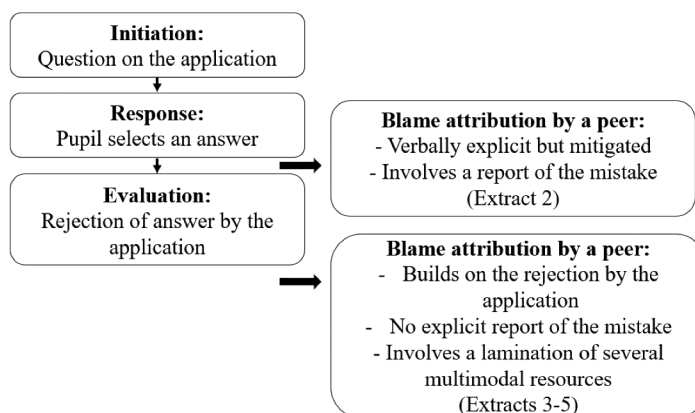 Initiation:
Question on the application
Response:
Pupil selects an answer
Evaluation:
Rejection of answer by the
application
Blame attribution by a peer:
- Verbally explicit but mitigated
- Involves a report of the mistake
(Extract 2)
Blame attribution by a peer:
- Builds on the rejection by the
application
- No explicit report of the mistake
- Involves a lamination of several
multimodal resources
(Extracts 3-5)